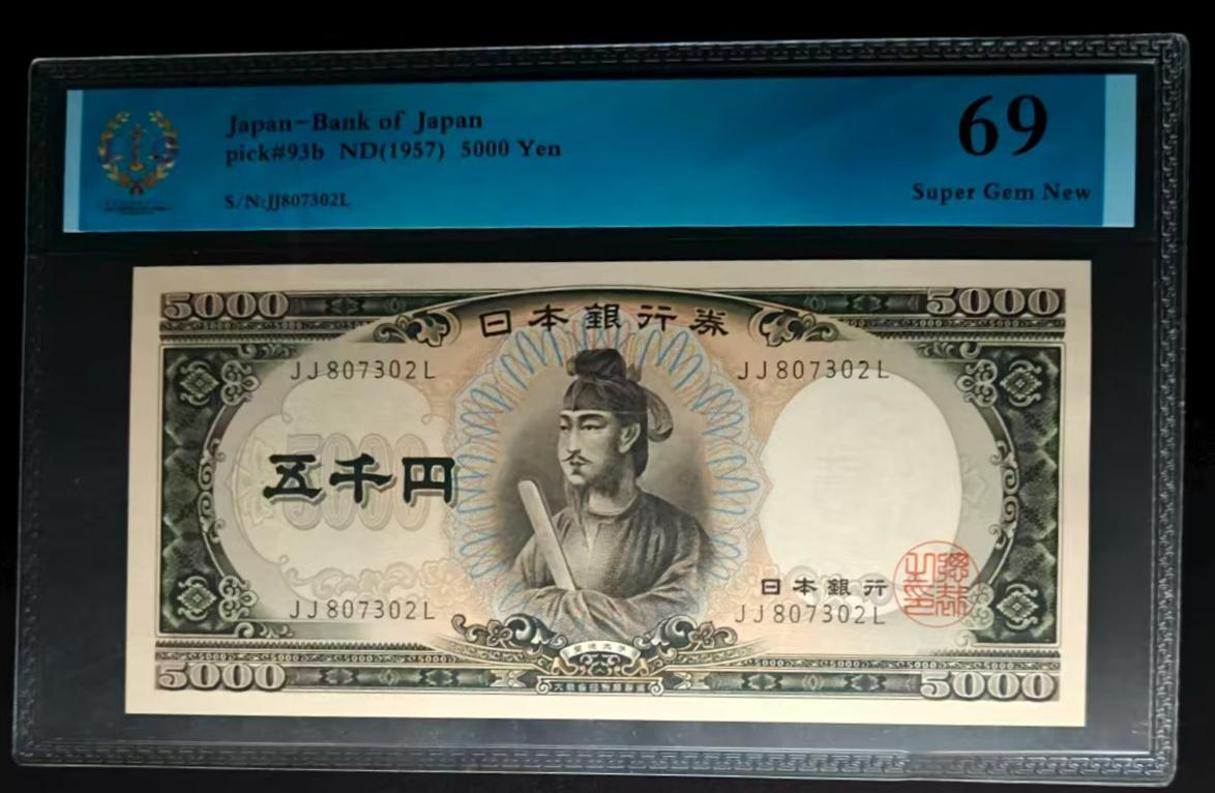 Japan-Bank of Japan
pick#93b ND(1957) 5000 Yen
S/N:JJ807302L
69
Super Gem New
5000
日本銀行券
5000
JJ807302L
JJ807302L
5000
五千円
日本銀行
JJ807302L
JJ807302L
5000
5000